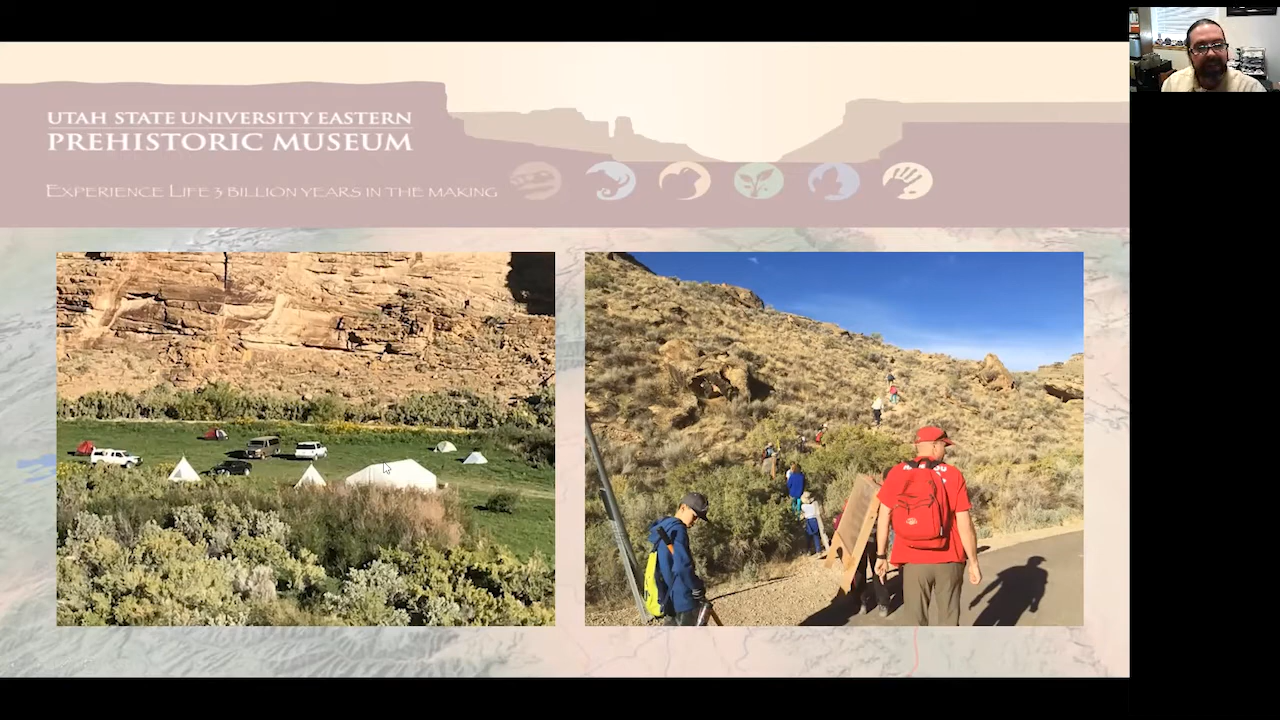 UTAH STATE UNIVERSITY EASTERN
PREHISTORIC MUSEUM
EXPERIENCE LIFE 3 BILLION YEARS IN THE MAKING